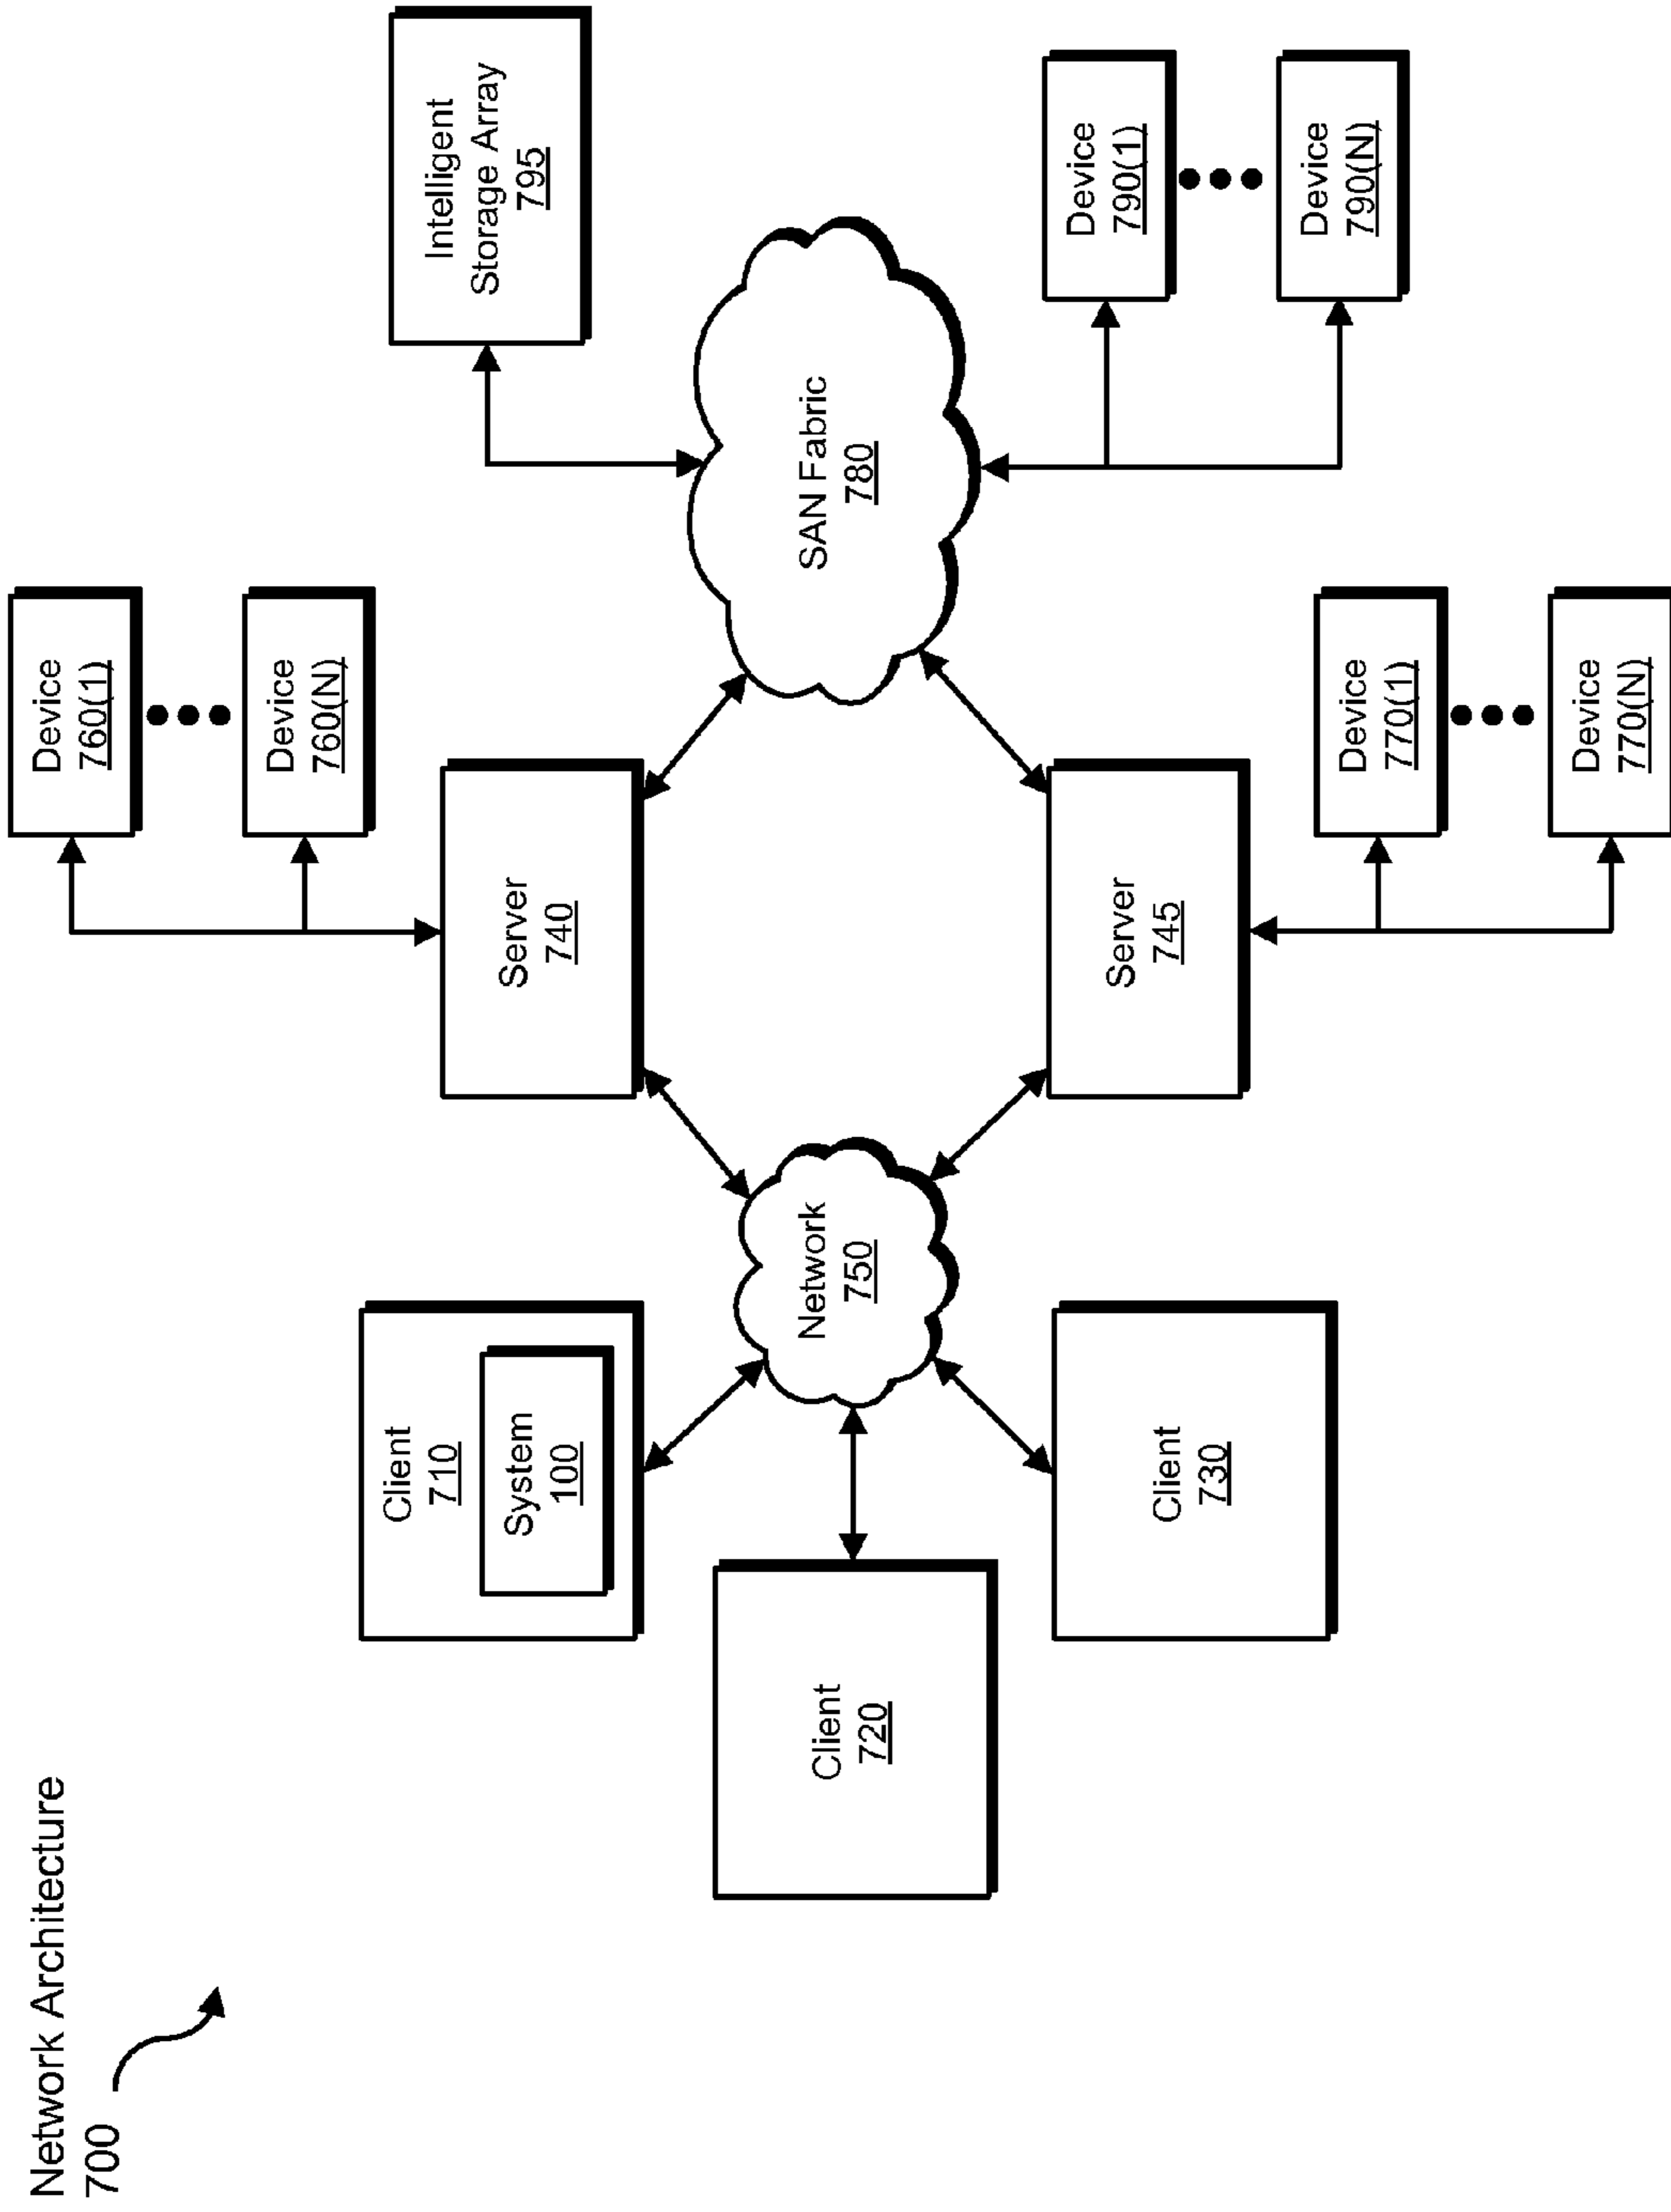 Network Architecture
700
Client
710
System
100
Client
720
Client
730
Network
750
Device
760(1)
Device
760(N)
Server
740
Server
745
Device
770(1)
Device
770(N)
SAN Fabric
780
Intelligent
Storage Array
795
Device
790(1)
Device
790(N)